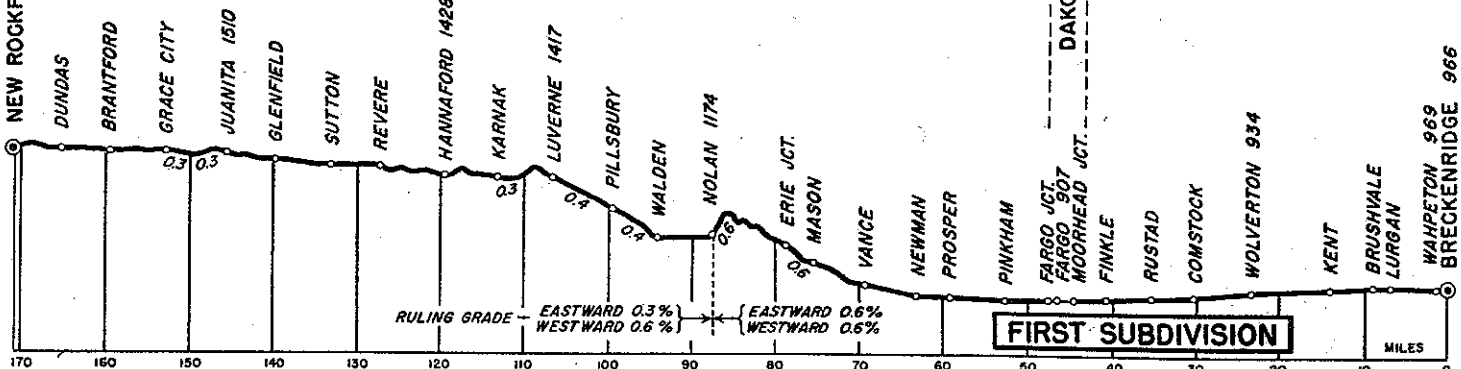 NEW ROCKF
DUNDAS
BRANTFORD
GRACE CITY
JUANITA 1510
GLENFIELD
SUTTON
REVERE
HANNAFORD 1428
KARNAK
LUVERNE 1417
PILLSBURY
WALDEN
NOLAN 1174
ERIE JCT.
MASON
VANCE
NEWMAN
PROSPER
PINKHAM
FARGO JCT.
FARGO 907
MOORHEAD JCT.
DAKO
FINKLE
RUSTAD
COMSTOCK
WOLVERTON 934
KENT
BRUSHVALE
LURGAN
WAHPETON 969
BRECKENRIDGE 966
0.3 0.3 0.3 0.4 0.4 0.6 0.6
RULING GRADE — EASTWARD 0.3% EASTWARD 0.6%
WESTWARD 0.6% WESTWARD 0.6%
FIRST SUBDIVISION
MILES
170 160 150 140 130 120 110 100 90 80 70 60 50 40 30 20 10 0